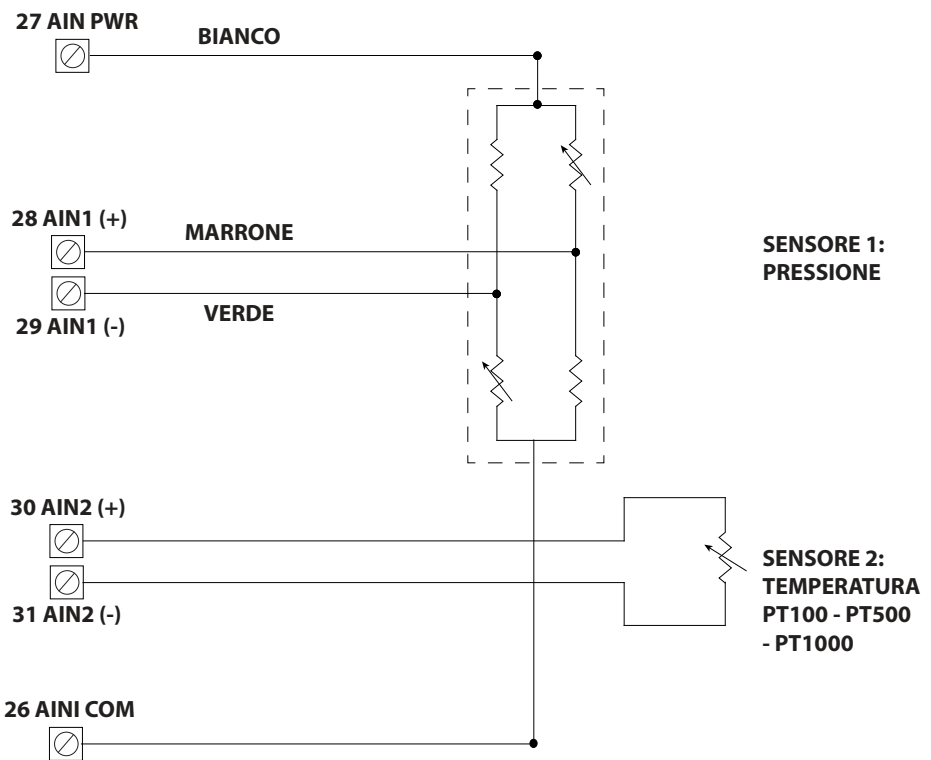 27 AIN PWR
BIANCO
28 AIN1 (+)
MARRONE
29 AIN1 (-)
VERDE
SENSORE 1:
PRESSIONE
30 AIN2 (+)
31 AIN2 (-)
SENSORE 2:
TEMPERATURA
PT100 - PT500
- PT1000
26 AINI COM